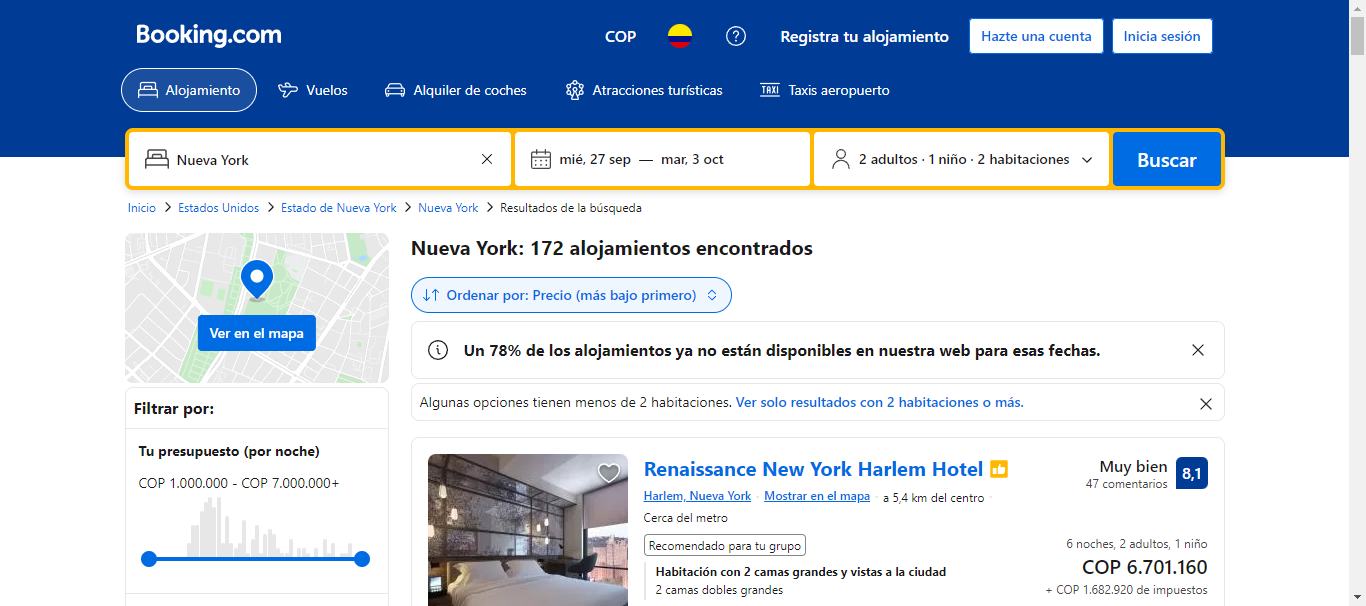 Booking.com
COP
Registra tu alojamiento
Hazte una cuenta
Inicia sesión
Alojamiento
Vuelos
Alquiler de coches
Atracciones turísticas
TAXI
Taxis aeropuerto
Nueva York
mié, 27 sep — mar, 3 oct
2 adultos · 1 niño · 2 habitaciones
Buscar
Inicio > Estados Unidos > Estado de Nueva York > Nueva York > Resultados de la búsqueda
Ver en el mapa
Filtrar por:
Tu presupuesto (por noche)
COP 1.000.000 - COP 7.000.000+
Nueva York: 172 alojamientos encontrados
Ordenar por: Precio (más bajo primero)
Un 78% de los alojamientos ya no están disponibles en nuestra web para esas fechas.
Algunas opciones tienen menos de 2 habitaciones. Ver solo resultados con 2 habitaciones o más.
Renaissance New York Harlem Hotel
Muy bien
47 comentarios
8,1
Harlem, Nueva York · Mostrar en el mapa · a 5,4 km del centro ·
Cerca del metro
Recomendado para tu grupo
Habitación con 2 camas grandes y vistas a la ciudad
2 camas dobles grandes
6 noches, 2 adultos, 1 niño
COP 6.701.160
+ COP 1.682.920 de impuestos